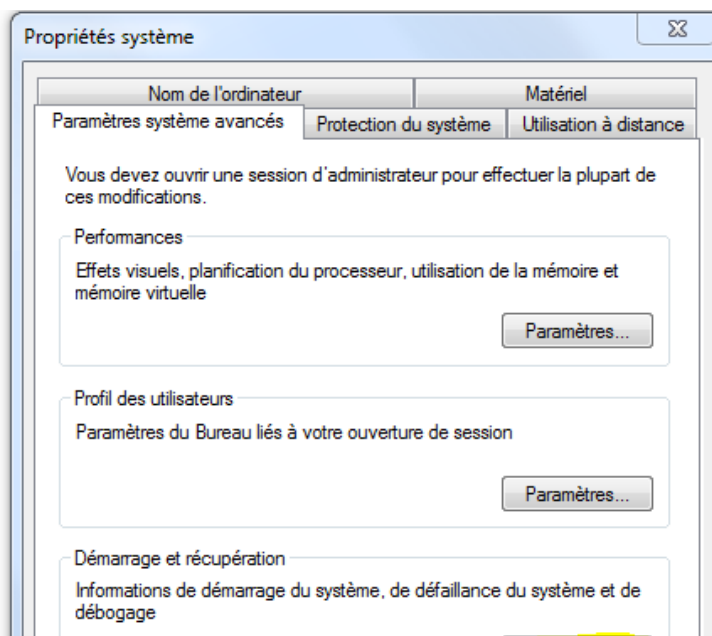 Propriétés système
Nom de l'ordinateur
Matériel
Paramètres système avancés
Protection du système
Utilisation à distance
Vous devez ouvrir une session d'administrateur pour effectuer la plupart de
ces modifications.
Performances
Effets visuels, planification du processeur, utilisation de la mémoire et
mémoire virtuelle
Paramètres...
Profil des utilisateurs
Paramètres du Bureau liés à votre ouverture de session
Paramètres...
Démarrage et récupération
Informations de démarrage du système, de défaillance du système et de
débogage